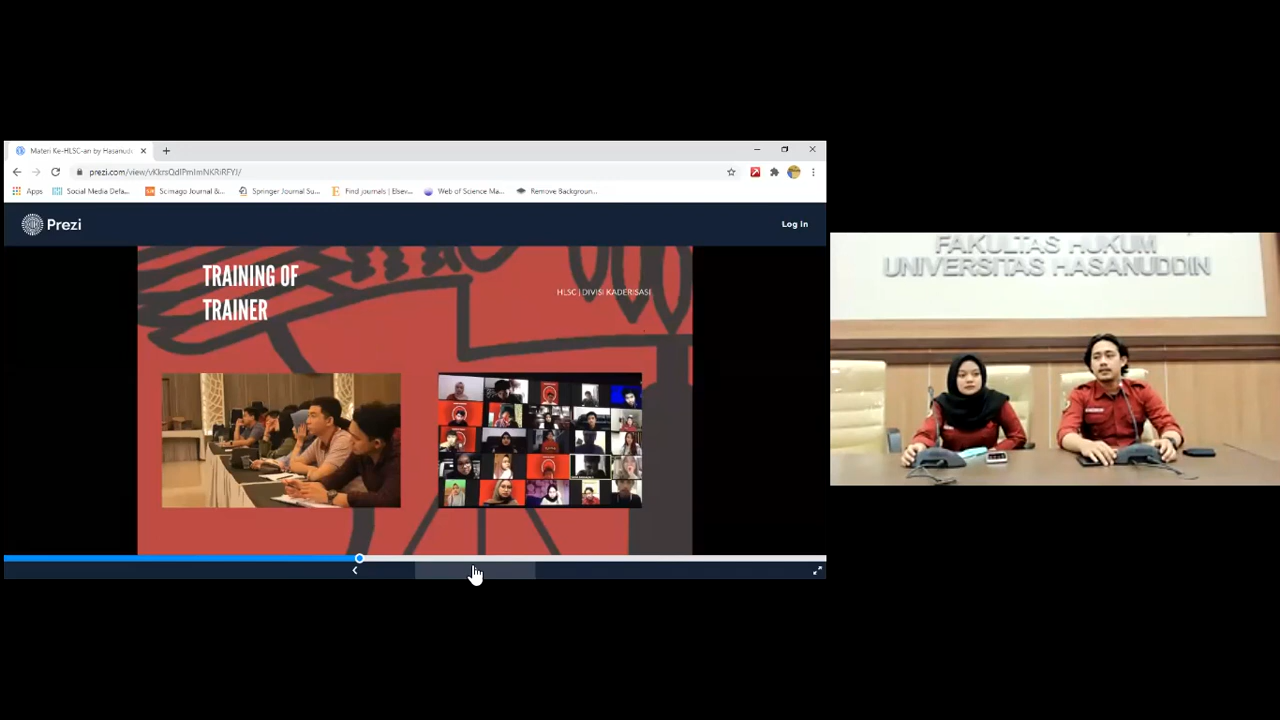 Materi Ke-HLSC-an by Hasanudd
prezi.com/view/
Apps
Social Media Defa...
Scimago Journal &...
Springer Journal Su...
Find journals | Elsev...
Web of Science Ma...
Remove Backgroun...
Prezi
Log In
TRAINING OF
TRAINER
HLSC | DIVISI KADERISASI
FAKULTAS HUKUM
UNIVERSITAS HASANUDDIN